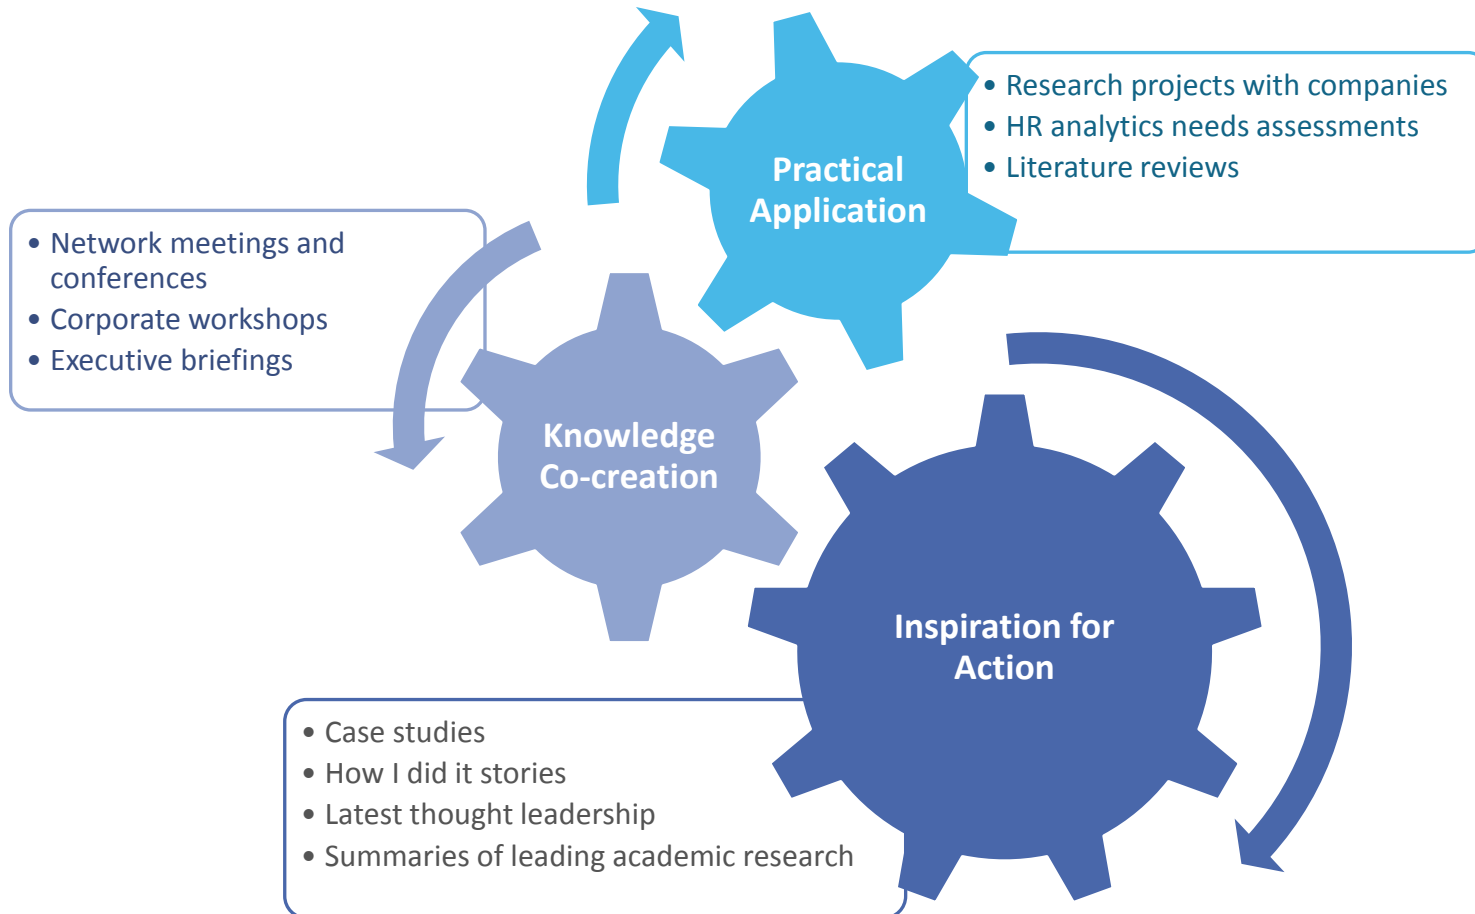 Practical
Application
• Research projects with companies
• HR analytics needs assessments
• Literature reviews
• Network meetings and
conferences
• Corporate workshops
• Executive briefings
Knowledge
Co-creation
Inspiration for
Action
• Case studies
• How I did it stories
• Latest thought leadership
• Summaries of leading academic research